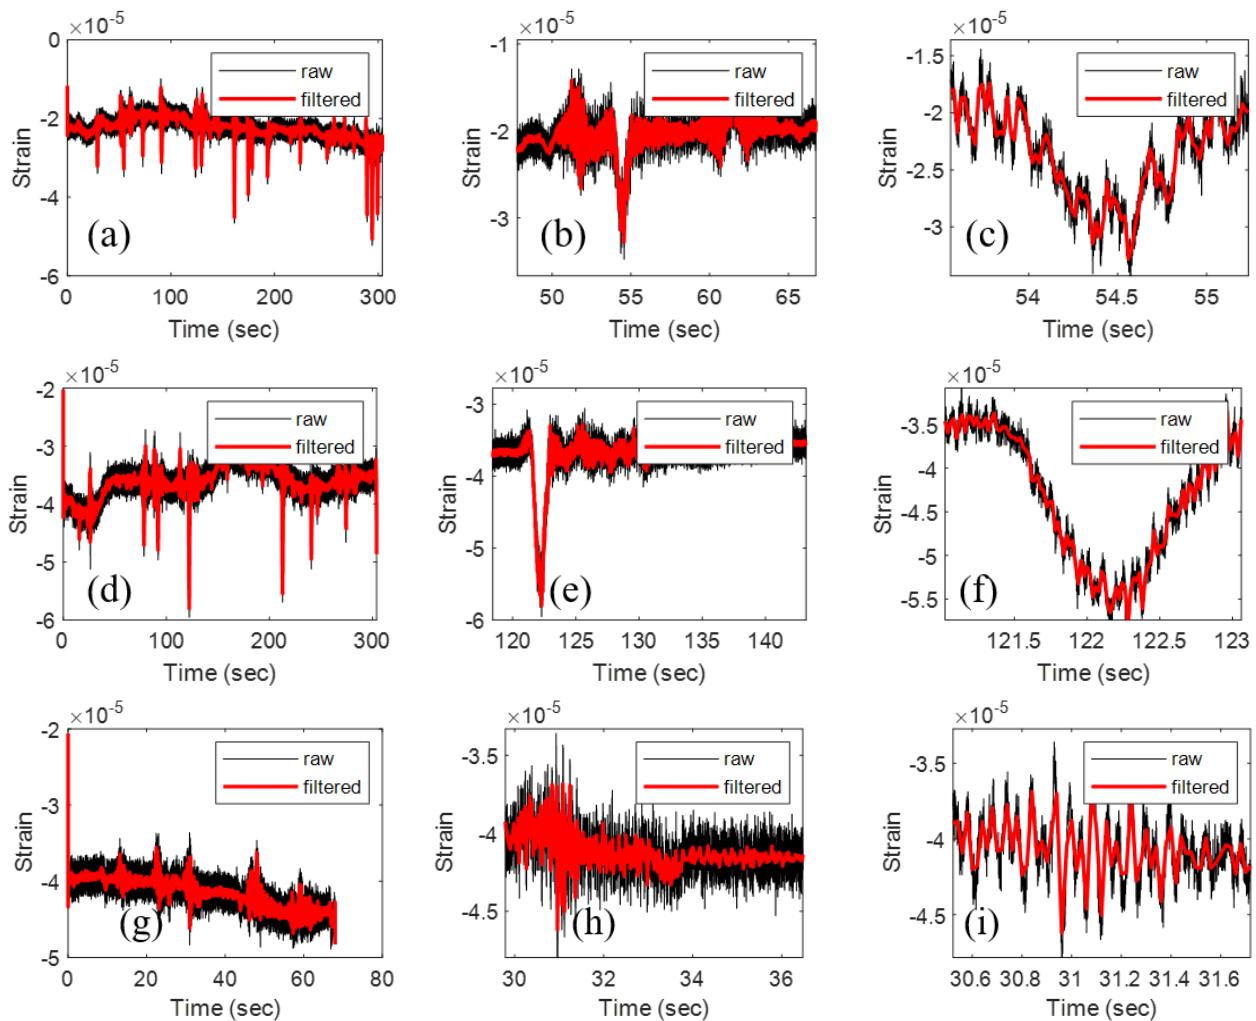 ×10-5
0
-2
-4
-6
Strain
raw
filtered
(a)
0 100 200 300
Time (sec)
×10-5
-1
-2
-3
Strain
raw
filtered
(b)
50 55 60 65
Time (sec)
×10-5
-1.5
-2
-2.5
-3
Strain
raw
filtered
(c)
54 54.5 55
Time (sec)
×10-5
-2
-3
-4
-5
-6
Strain
raw
filtered
(d)
0 100 200 300
Time (sec)
×10-5
-3
-4
-5
-6
Strain
raw
filtered
(e)
120 125 130 135 140
Time (sec)
×10-5
-3.5
-4
-4.5
-5
-5.5
Strain
raw
filtered
(f)
121.5 122 122.5 123
Time (sec)
×10-5
-2
-3
-4
-5
Strain
raw
filtered
(g)
0 20 40 60 80
Time (sec)
×10-5
-3.5
-4
-4.5
Strain
raw
filtered
(h)
30 32 34 36
Time (sec)
×10-5
-3.5
-4
-4.5
Strain
raw
filtered
(i)
30.6 30.8 31 31.2 31.4 31.6
Time (sec)